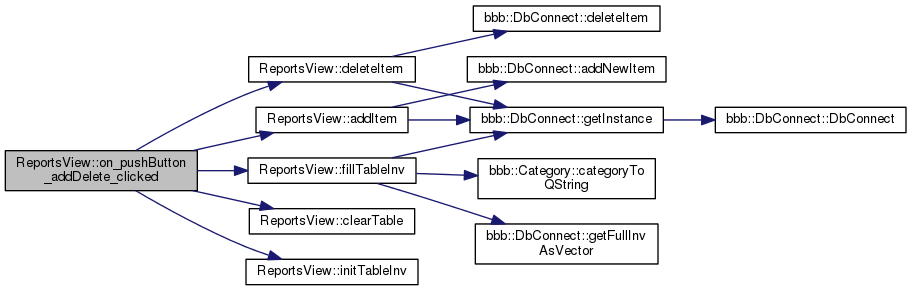 ReportsView::on_pushButton
_addDelete_clicked
ReportsView::deleteItem
bbb::DbConnect::deleteItem
ReportsView::addItem
bbb::DbConnect::addNewItem
bbb::DbConnect::getInstance
bbb::DbConnect::DbConnect
ReportsView::fillTableInv
bbb::Category::categoryTo
QString
bbb::DbConnect::getFullInv
AsVector
ReportsView::clearTable
ReportsView::initTableInv